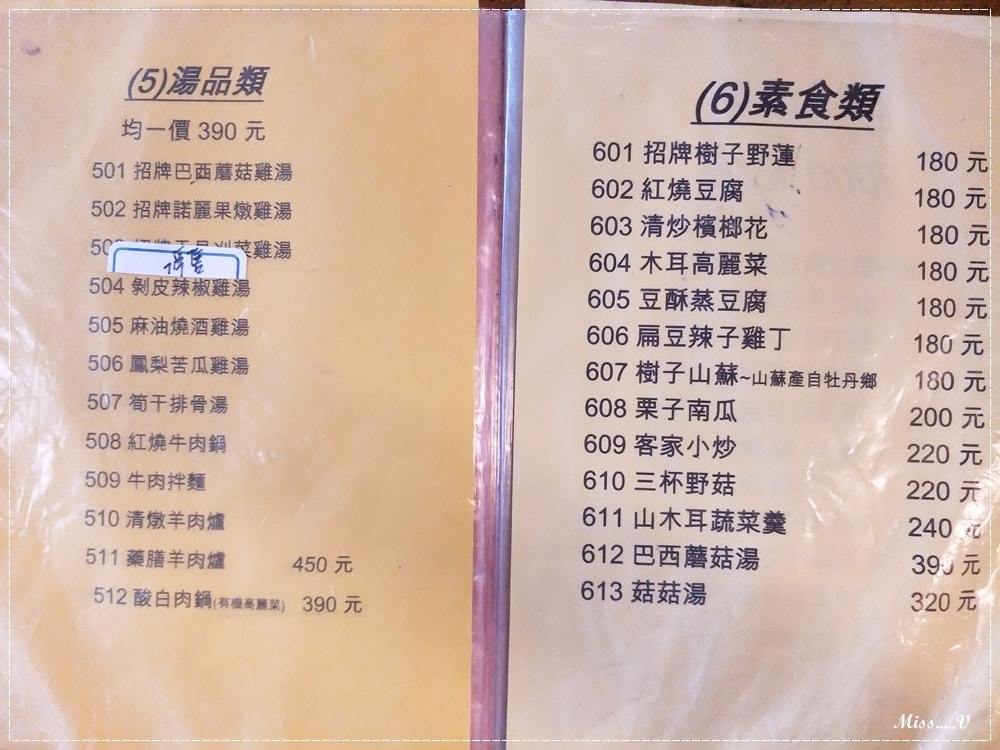 (5)湯品類
均一價 390 元
501 招牌巴西蘑菇雞湯
502 招牌諾麗果燉雞湯
停售
504 剝皮辣椒雞湯
505 麻油燒酒雞湯
506 鳳梨苦瓜雞湯
507 筍干排骨湯
508 紅燒牛肉鍋
509 牛肉拌麵
510 清燉羊肉爐
511 藥膳羊肉爐 450 元
512 酸白肉鍋(有機高麗菜) 390 元
(6)素食類
601 招牌樹子野蓮 180 元
602 紅燒豆腐 180 元
603 清炒檳榔花 180 元
604 木耳高麗菜 180 元
605 豆酥蒸豆腐 180 元
606 扁豆辣子雞丁 180 元
607 樹子山蘇~山蘇產自牡丹鄉 180 元
608 栗子南瓜 200 元
609 客家小炒 220 元
610 三杯野菇 220 元
611 山木耳蔬菜羹 240 元
612 巴西蘑菇湯 390 元
613 菇菇湯 320 元
Miss.....V